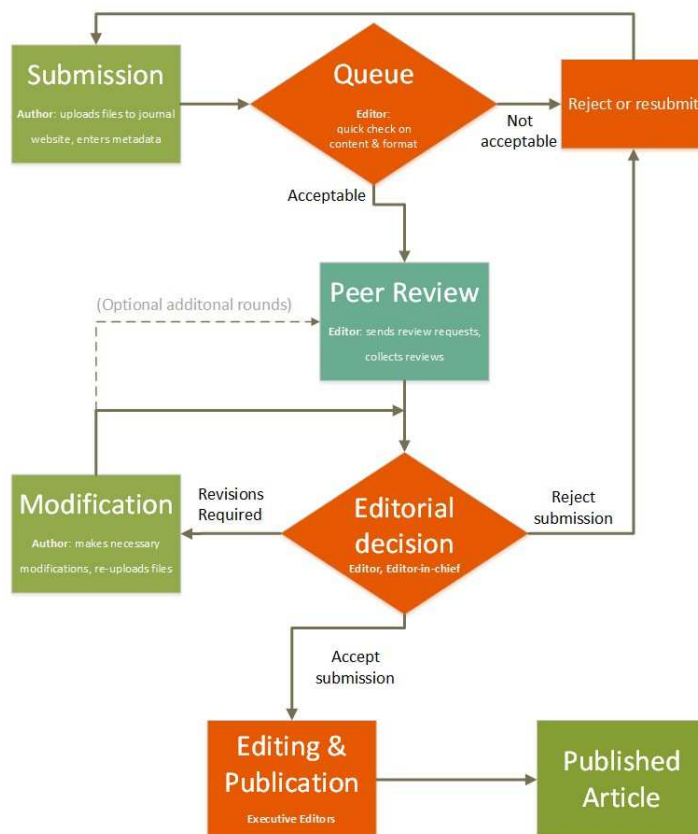 Submission
Author: uploads files to journal
website, enters metadata
Queue
Editor:
quick check on
content & format
Not
acceptable
Reject or resubmit
Acceptable
(Optional additonal rounds)
Peer Review
Editor: sends review requests,
collects reviews
Modification
Author: makes necessary
modifications, re-uploads files
Revisions
Required
Editorial
decision
Editor, Editor-in-chief
Reject
submission
Accept
submission
Editing &
Publication
Executive Editors
Published
Article